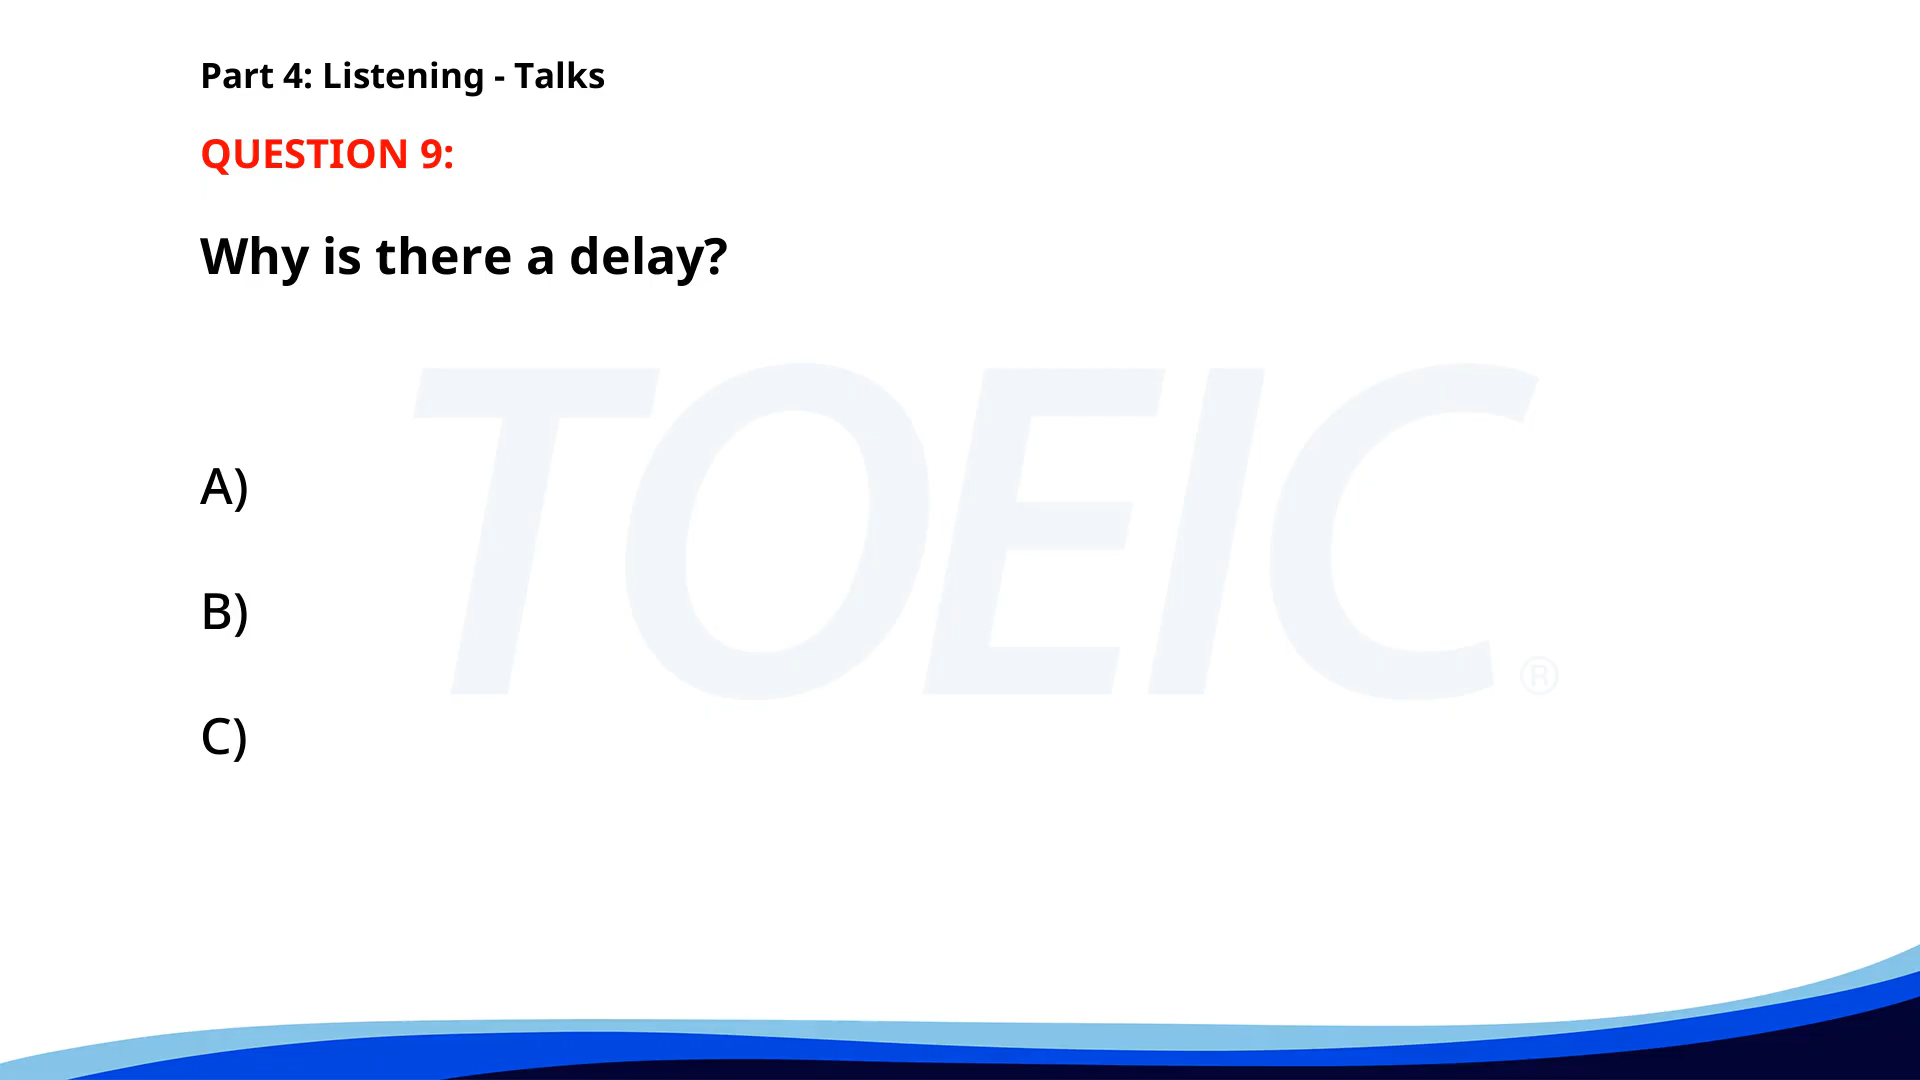 Part 4: Listening - Talks
QUESTION 9:
Why is there a delay?
TOEIC®
A)
B)
C)